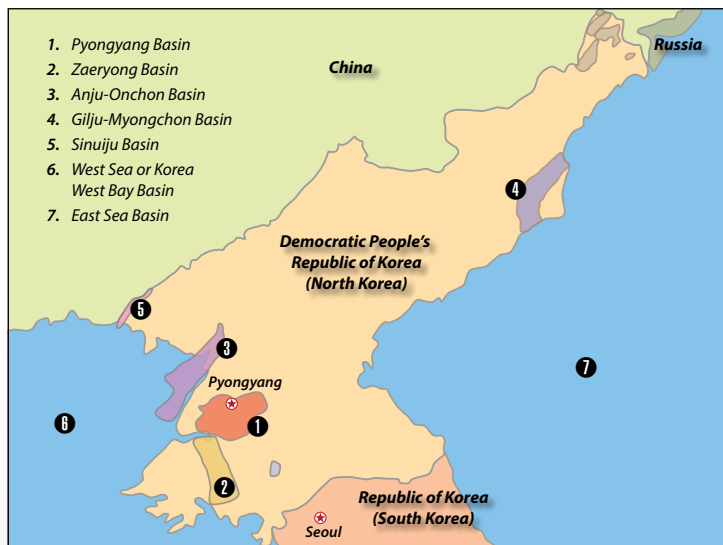 1. Pyongyang Basin
2. Zaeryong Basin
3. Anju-Onchon Basin
4. Gilju-Myongchon Basin
5. Sinuiju Basin
6. West Sea or Korea
West Bay Basin
7. East Sea Basin
China
Russia
4
Democratic People's
Republic of Korea
(North Korea)
5
3
7
Pyongyang
6
1
2
Republic of Korea
(South Korea)
Seoul